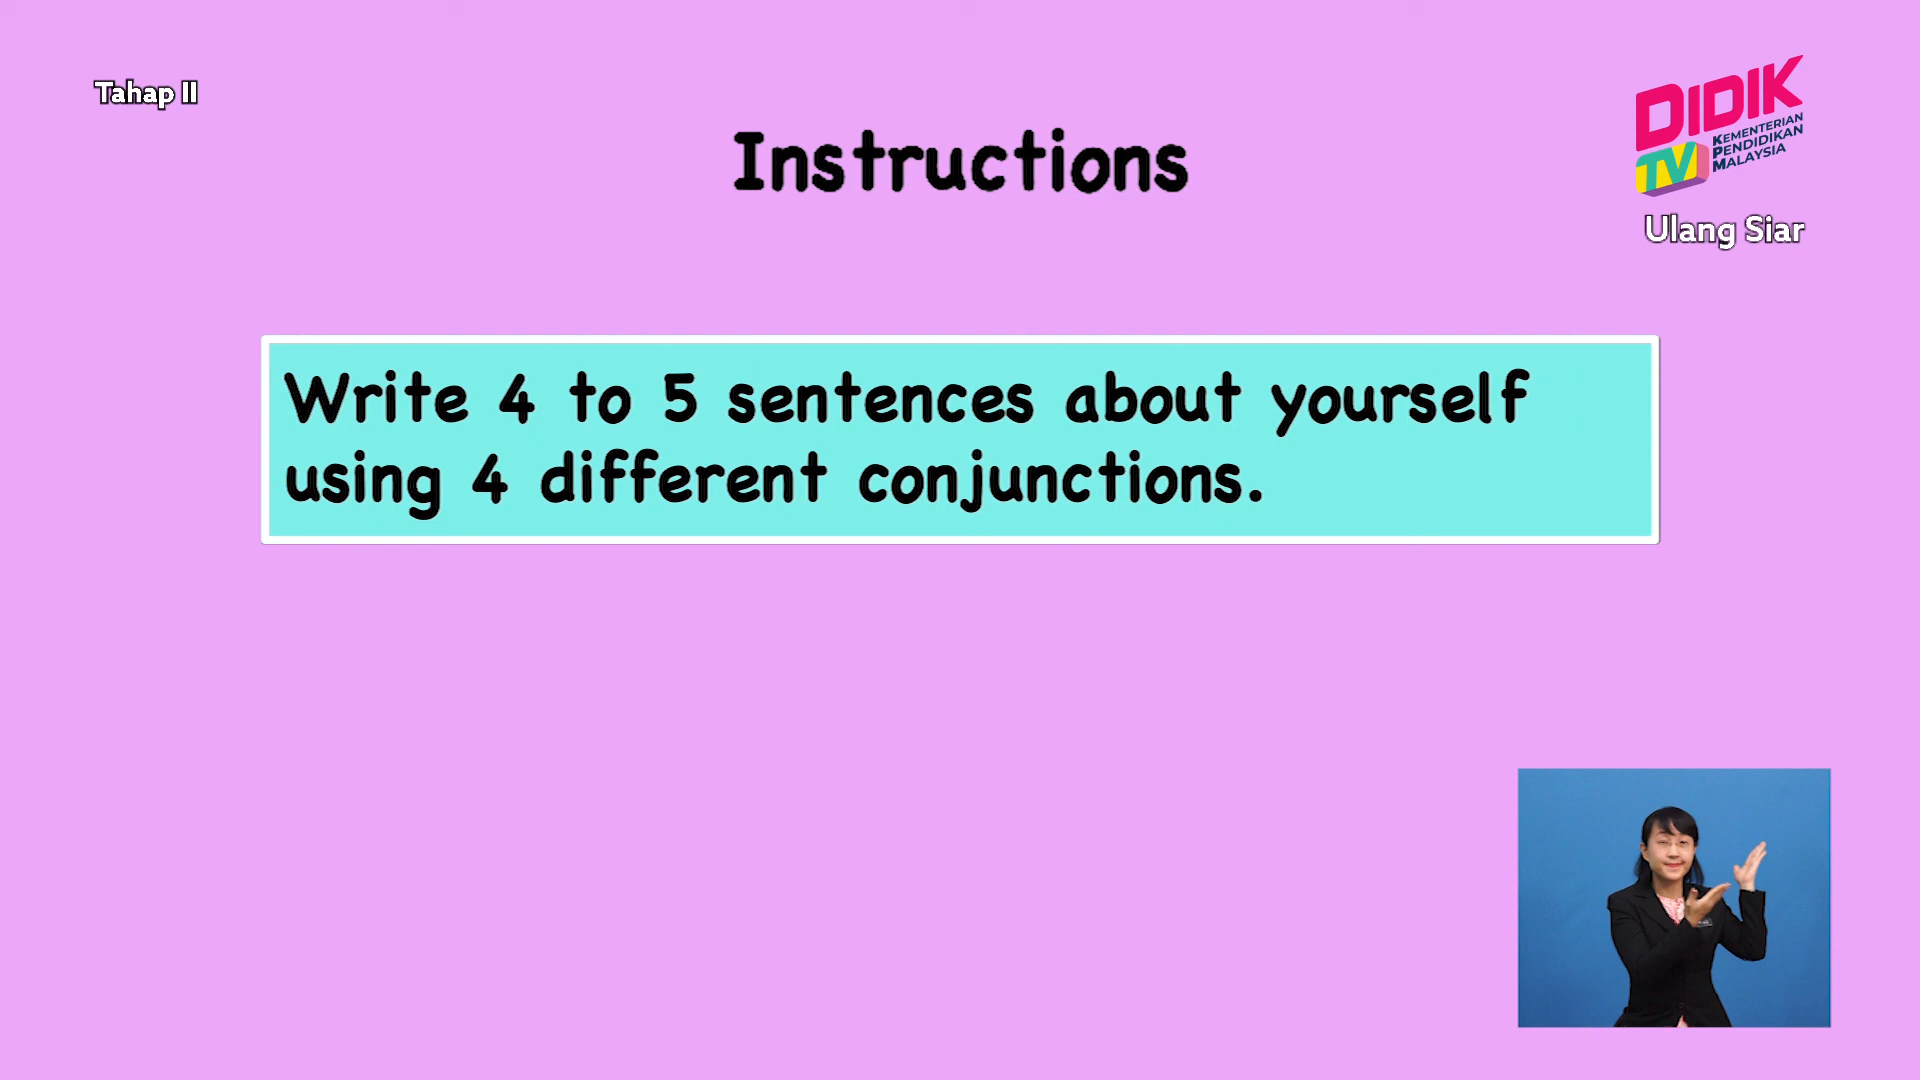 Tahap II
DIDIK
TV
KEMENTERIAN
PENDIDIKAN
MALAYSIA
Ulang Siar
Instructions
Write 4 to 5 sentences about yourself
using 4 different conjunctions.